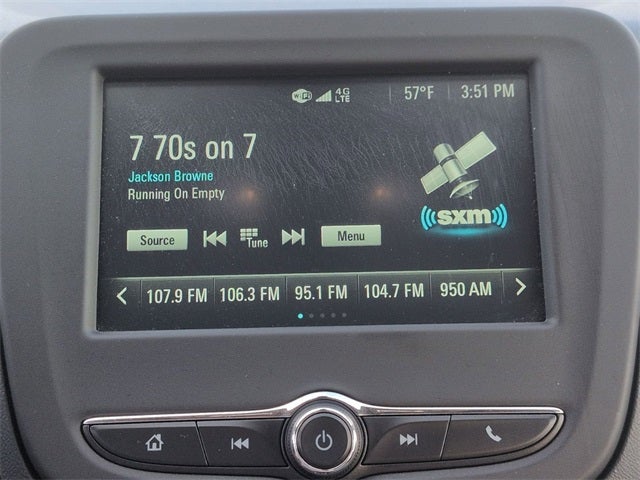 WiFi 4G LTE 57°F 3:51 PM
7 70s on 7
Jackson Browne
Running On Empty
sxm
Source Tune Menu
107.9 FM 106.3 FM 95.1 FM 104.7 FM 950 AM